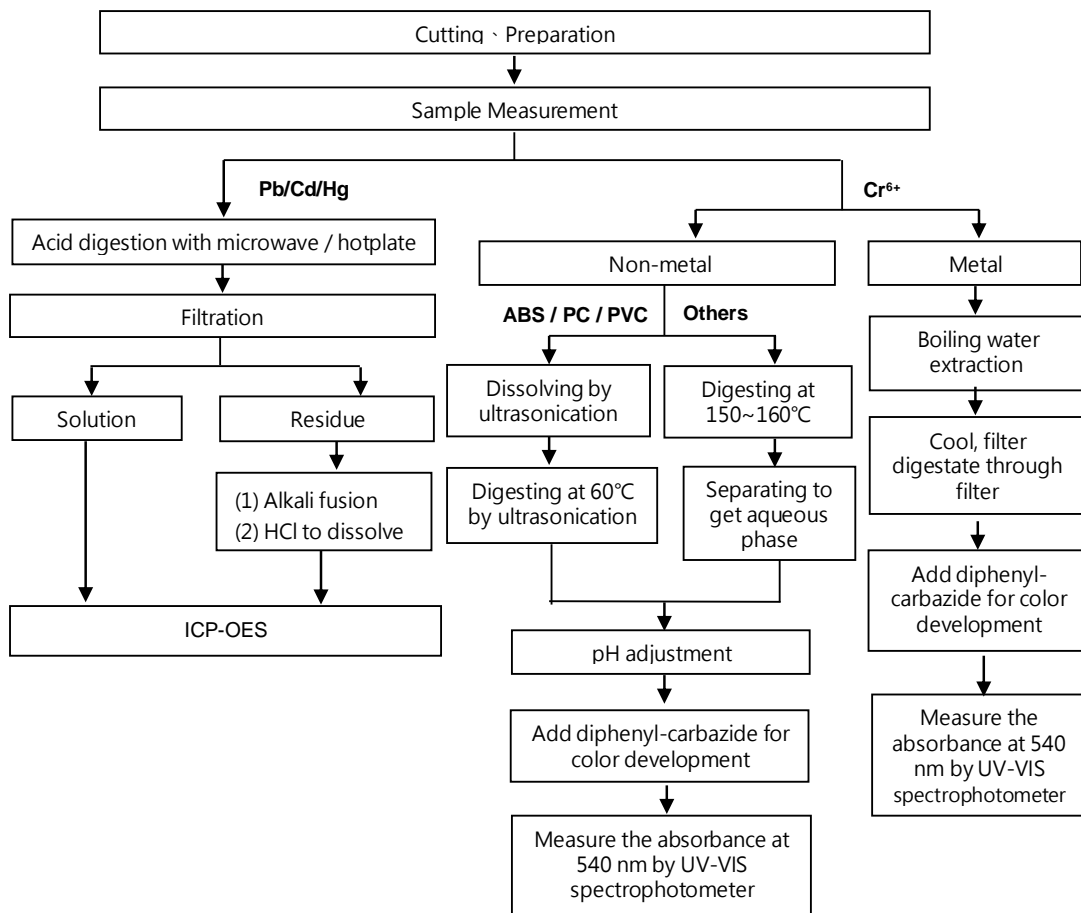 Cutting、Preparation
Sample Measurement
Pb/Cd/Hg
Cr⁶⁺
Acid digestion with microwave / hotplate
Non-metal
Metal
Filtration
ABS / PC / PVC
Others
Boiling water
extraction
Solution
Residue
Dissolving by
ultrasonication
Digesting at
150~160℃
Cool, filter
digestate through
filter
(1) Alkali fusion
(2) HCl to dissolve
Digesting at 60℃
by ultrasonication
Separating to
get aqueous
phase
Add diphenyl-
carbazide for color
development
ICP-OES
pH adjustment
Add diphenyl-carbazide for
color development
Measure the
absorbance at 540
nm by UV-VIS
spectrophotometer
Measure the absorbance at
540 nm by UV-VIS
spectrophotometer